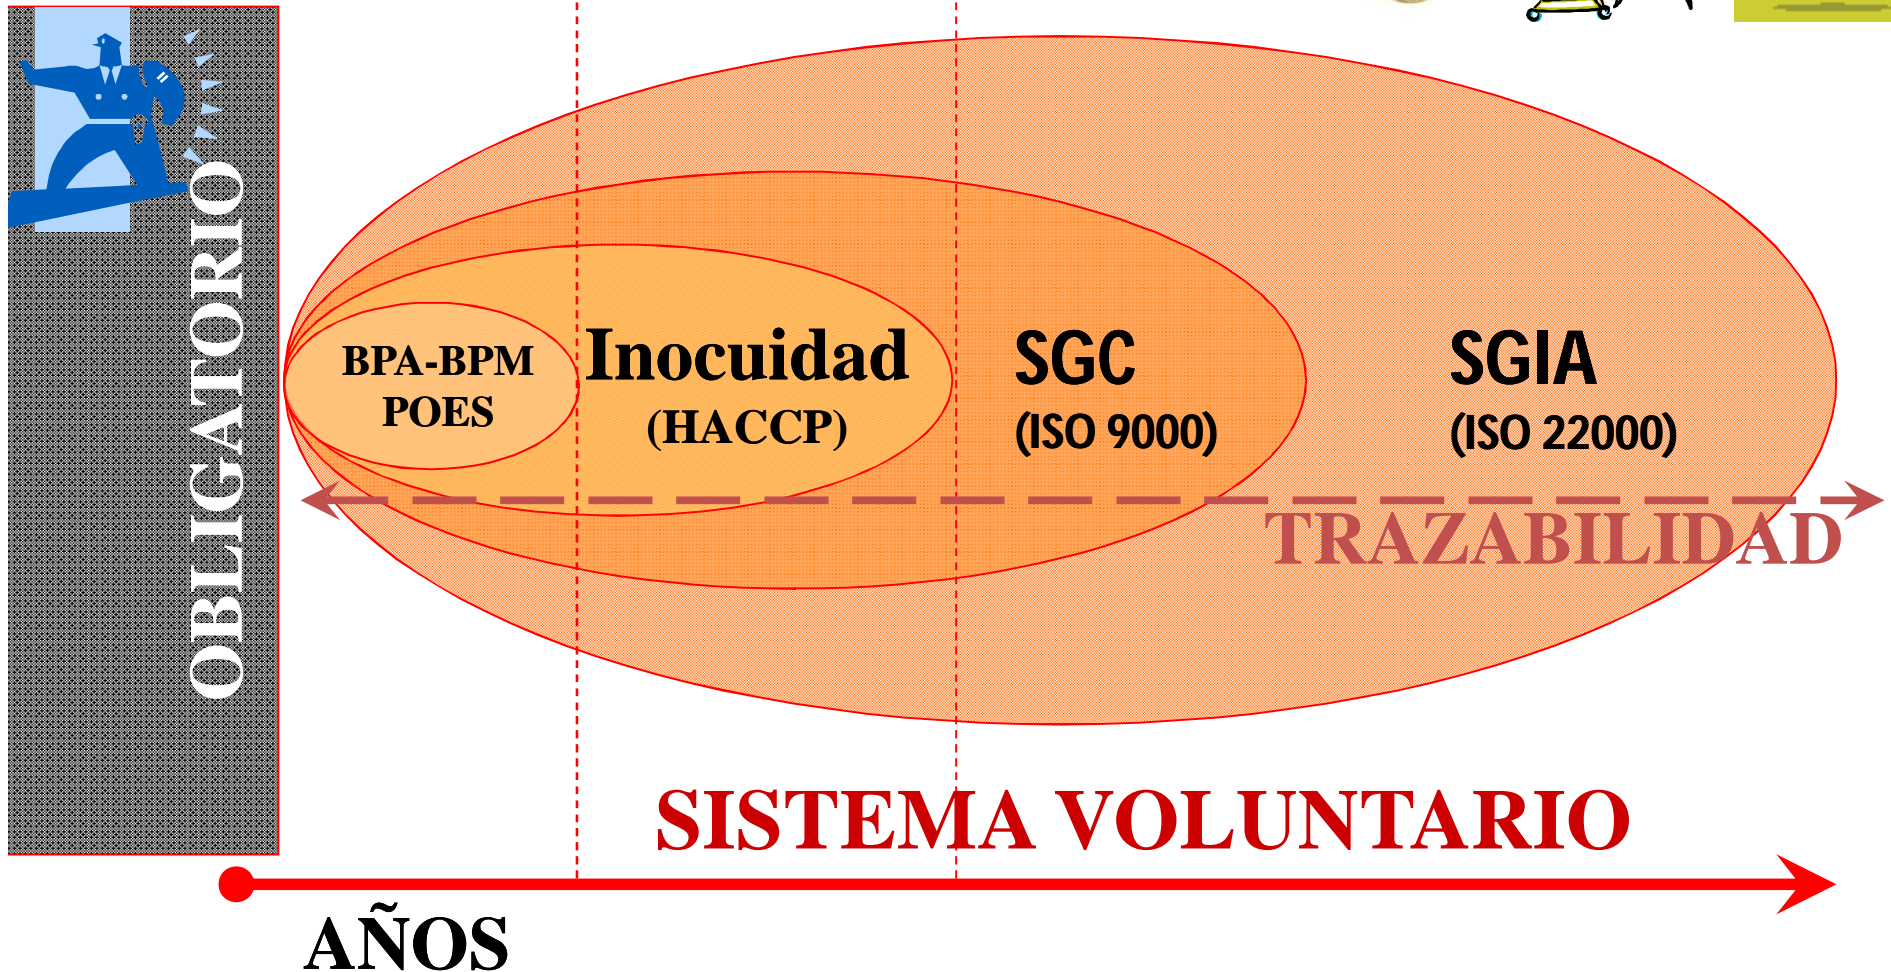 OBLIGATORIO
BPA-BPM
POES
Inocuidad
(HACCP)
SGC
(ISO 9000)
SGIA
(ISO 22000)
TRAZABILIDAD
SISTEMA VOLUNTARIO
AÑOS